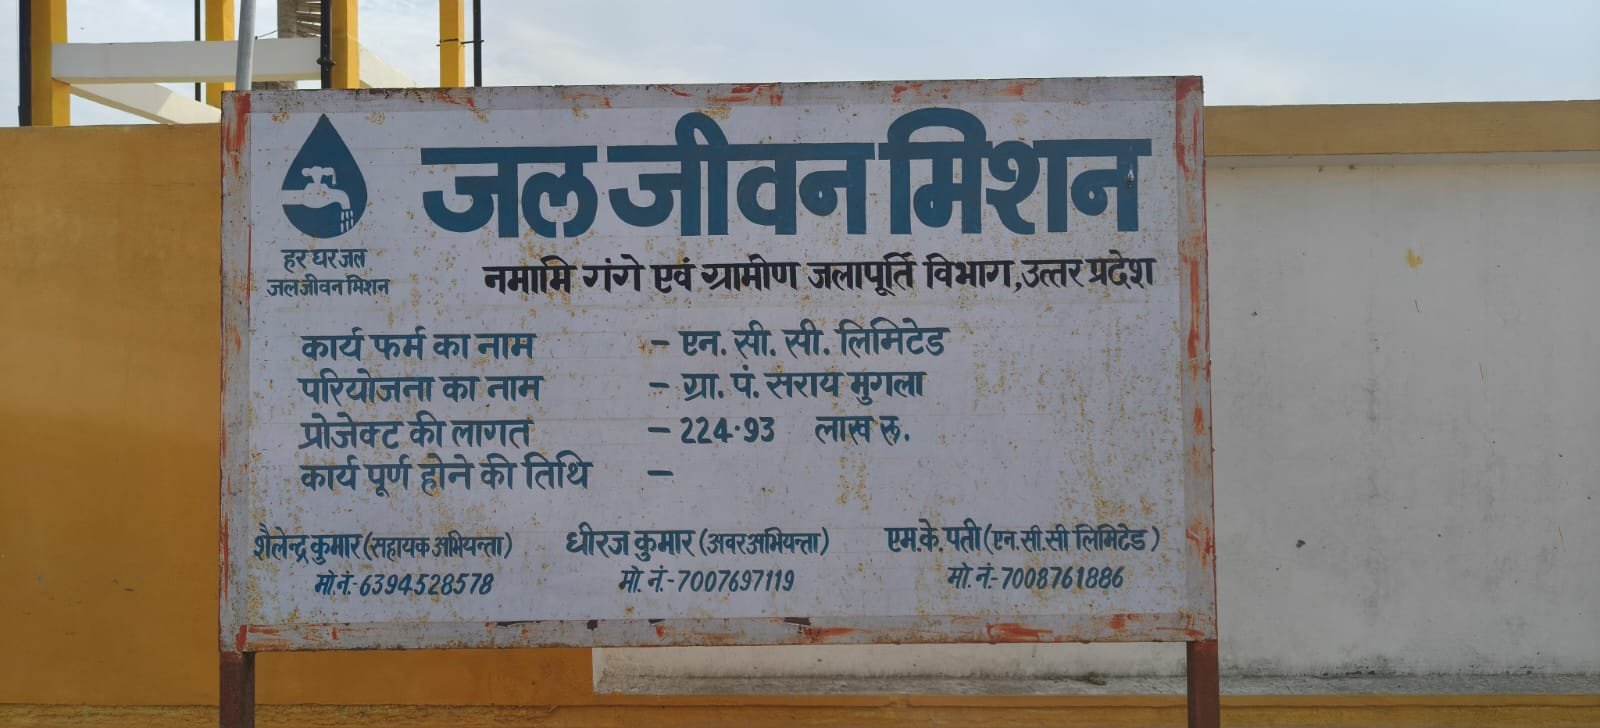 जल जीवन मिशन
हर घर जल
जल जीवन मिशन
नमामि गंगे एवं ग्रामीण जलापूर्ति विभाग, उत्तर प्रदेश
कार्य फर्म का नाम - एन. सी. सी. लिमिटेड
परियोजना का नाम - ग्रा. पं. सराय मुगला
प्रोजेक्ट की लागत - 224.93 लाख रू.
कार्य पूर्ण होने की तिथि -
शैलेन्द्र कुमार (सहायक अभियन्ता) धीरज कुमार (अवर अभियन्ता) एम.के. पती (एन.सी.सी लिमिटेड)
मो.नं.- 6394528578 मो. नं.- 7007697119 मो. नं.- 7008761886